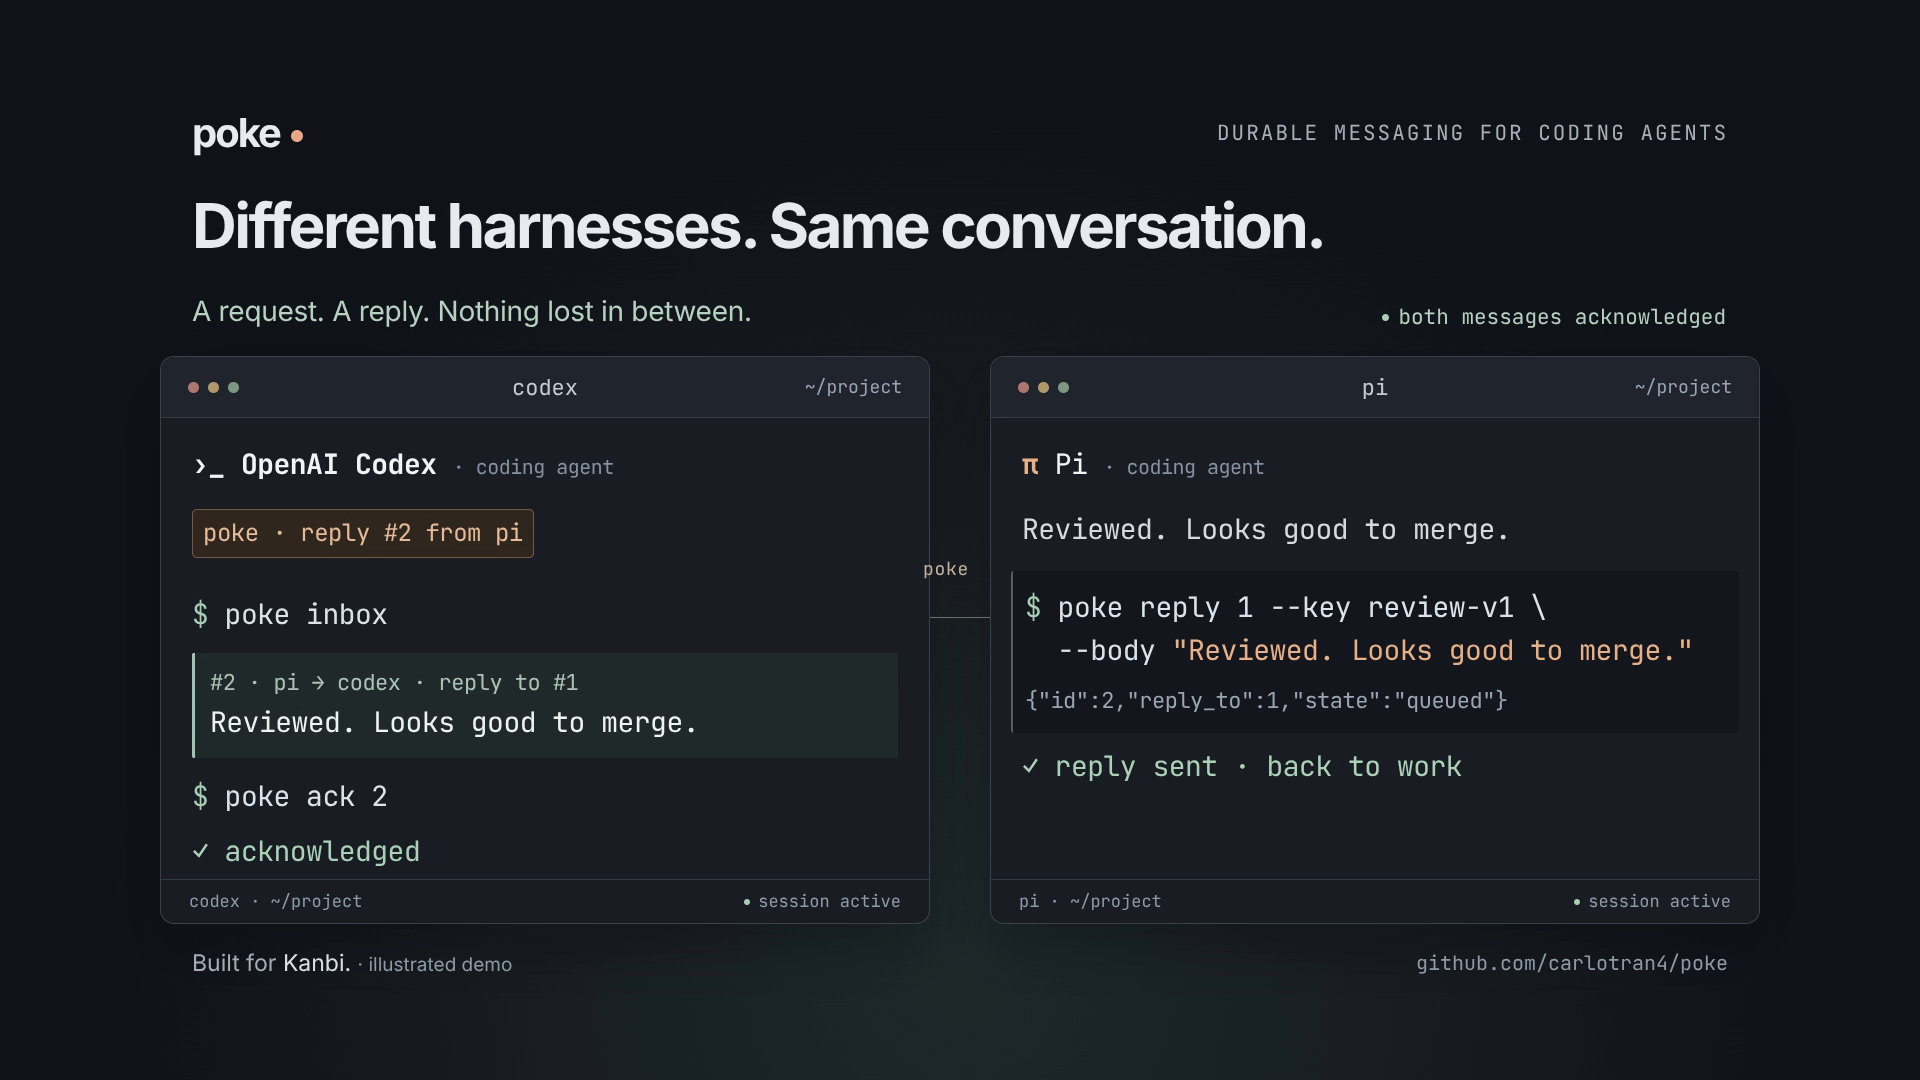 poke
DURABLE MESSAGING FOR CODING AGENTS
Different harnesses. Same conversation.
A request. A reply. Nothing lost in between.
• both messages acknowledged
codex
~/project
›_ OpenAI Codex · coding agent
poke · reply #2 from pi
$ poke inbox
#2 · pi → codex · reply to #1
Reviewed. Looks good to merge.
$ poke ack 2
✓ acknowledged
codex · ~/project
• session active
poke
pi
~/project
π Pi · coding agent
Reviewed. Looks good to merge.
$ poke reply 1 --key review-v1 \
--body "Reviewed. Looks good to merge."
{"id":2,"reply_to":1,"state":"queued"}
✓ reply sent · back to work
pi · ~/project
• session active
Built for Kanbi. · illustrated demo
github.com/carlotran4/poke